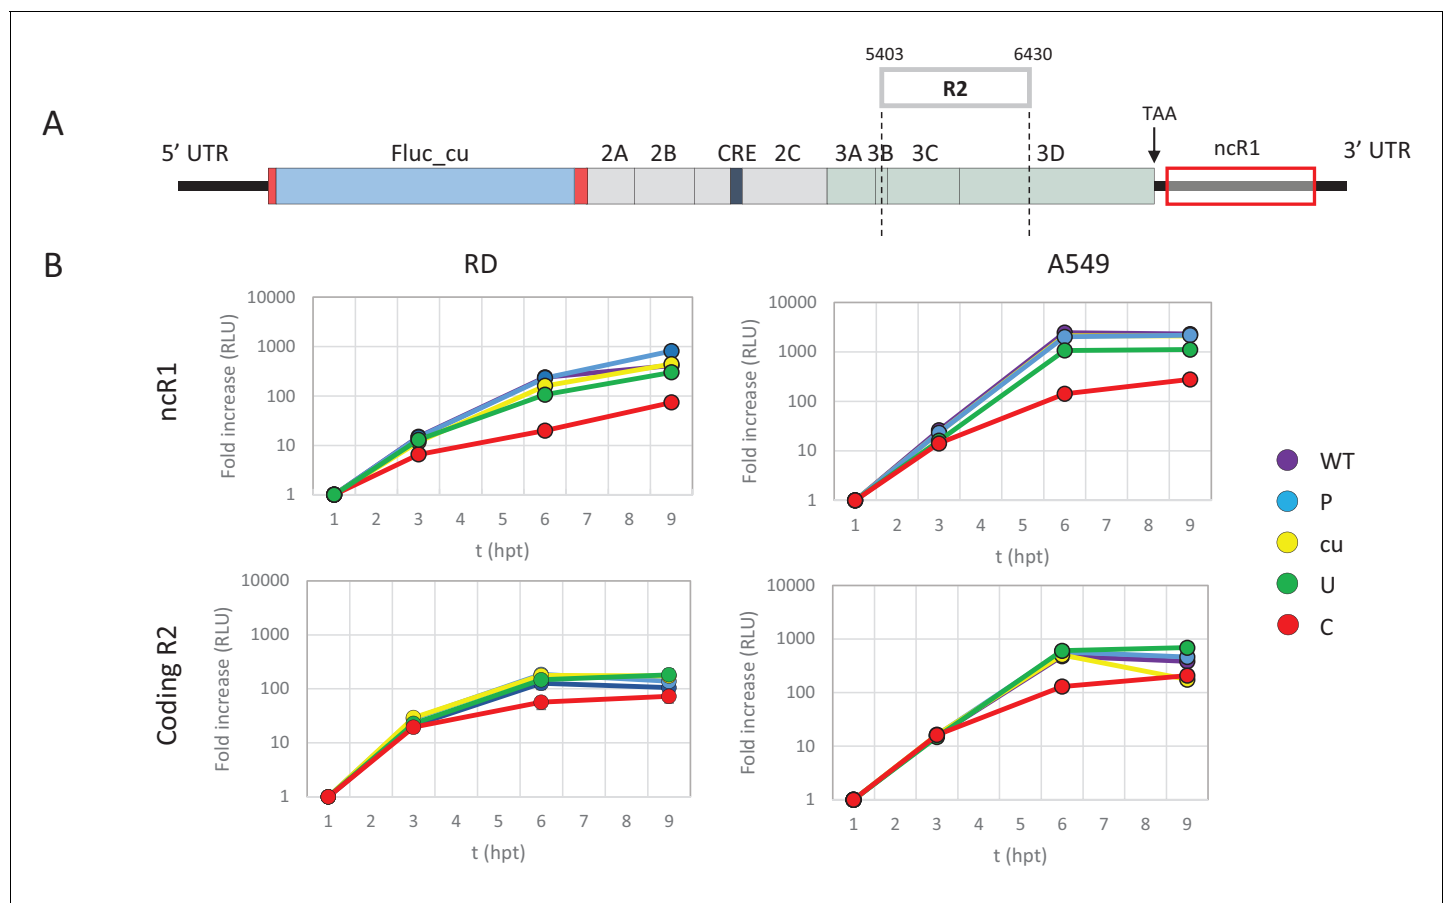 A
5403 6430
R2
TAA
5′ UTR Fluc_cu 2A 2B CRE 2C 3A 3B 3C 3D ncR1 3′ UTR
B
RD A549
ncR1
Fold increase (RLU)
10000
1000
100
10
1
1 2 3 4 5 6 7 8 9
t (hpt)
Fold increase (RLU)
10000
1000
100
10
1
1 2 3 4 5 6 7 8 9
t (hpt)
WT
P
cu
U
C
Coding R2
Fold increase (RLU)
10000
1000
100
10
1
1 2 3 4 5 6 7 8 9
t (hpt)
Fold increase (RLU)
10000
1000
100
10
1
1 2 3 4 5 6 7 8 9
t (hpt)